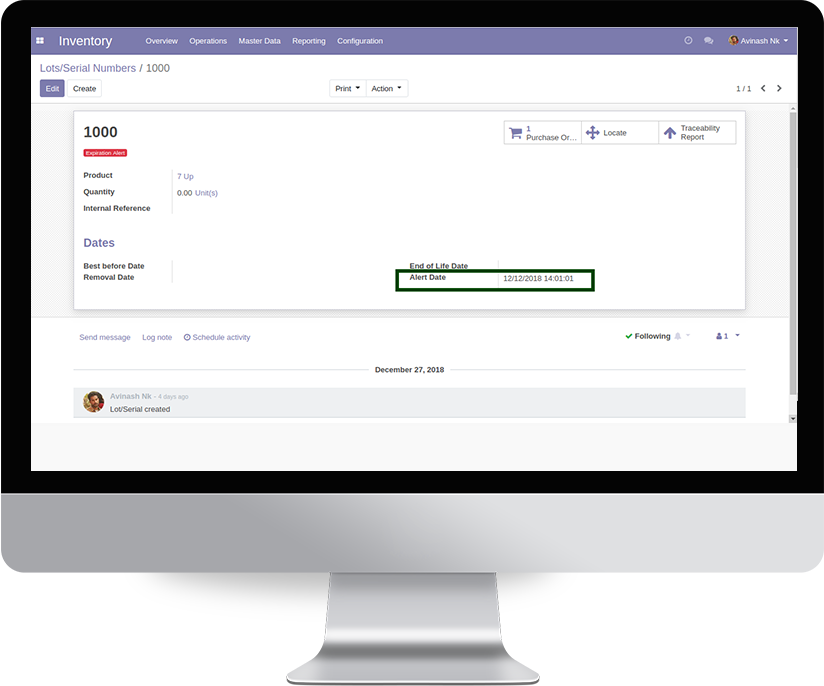 Inventory Overview Operations Master Data Reporting Configuration Avinash Nk
Lots/Serial Numbers / 1000
Edit Create Print Action 1 / 1
1000
1 Purchase Or...
Locate
Traceability Report
Expiration Alert
Product 7 Up
Quantity 0.00 Unit(s)
Internal Reference
Dates
Best before Date End of Life Date
Removal Date Alert Date 12/12/2018 14:01:01
Send message Log note Schedule activity Following 1
December 27, 2018
Avinash Nk - 4 days ago
Lot/Serial created